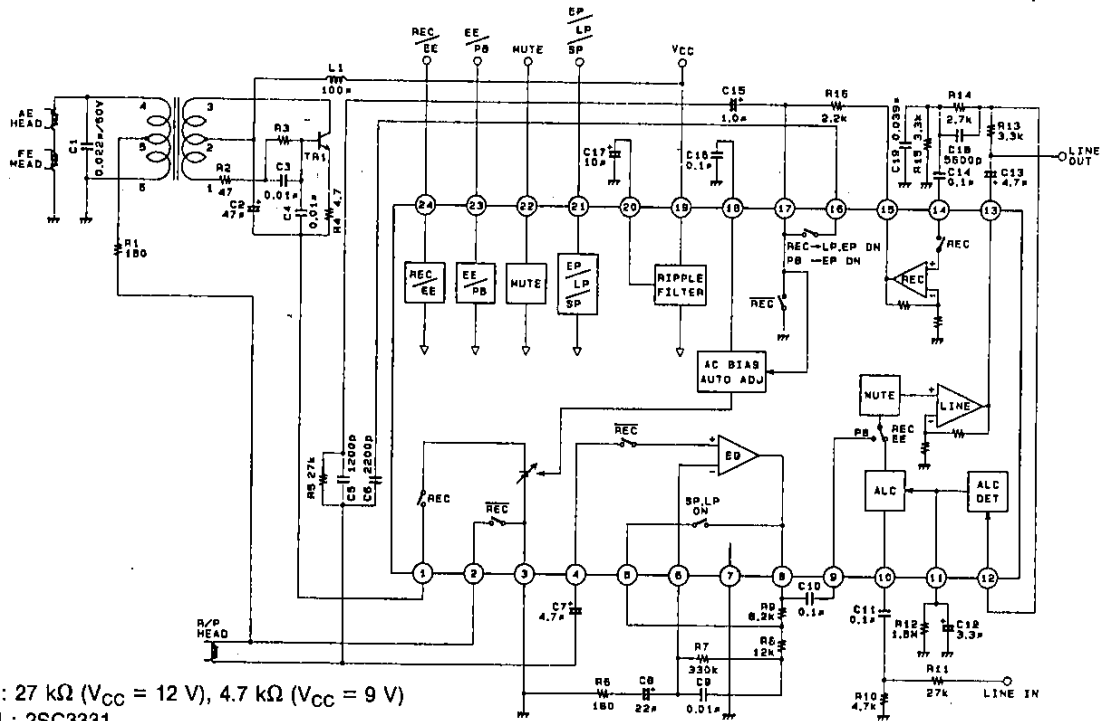 REC/EE
EE/PB
MUTE
EP/LP/SP
VCC
L1
100μ
AE HEAD
FE HEAD
C1
0.022μ/50V
4
5
6
3
2
1
R1
180
R2
47
C2
47μ
R3
C3
0.01μ
C4
0.01μ
TR1
R4 4.7
C15
1.0μ
R16
2.2k
C17
10μ
C16
0.1μ
C19 0.039μ
R15 3.3k
R14
2.7k
C18
5600p
C14
0.1μ
R13
3.3k
C13
4.7μ
LINE OUT
24
23
22
21
20
19
18
17
16
15
14
13
REC/EE
EE/PB
MUTE
EP/LP/SP
RIPPLE FILTER
REC→LP,EP ON
PB →EP ON
REC
REC
REC
+
-
AC BIAS AUTO ADJ
MUTE
+
-
LINE
PB
REC
EE
ALC
ALC DET
R5 27k
C5 1200p
C6 2200p
REC
REC
REC
+
-
EQ
SP,LP ON
1
2
3
4
5
6
7
8
9
10
11
12
R/P HEAD
C7
4.7μ
R6
180
C8
22μ
R7
330k
C9
0.01μ
R9
8.2k
R8
12k
C10
0.1μ
C11
0.1μ
R12
1.8M
C12
3.3μ
R10
4.7k
R11
27k
LINE IN
: 27 kΩ (VCC = 12 V), 4.7 kΩ (VCC = 9 V)
: 2SC3331